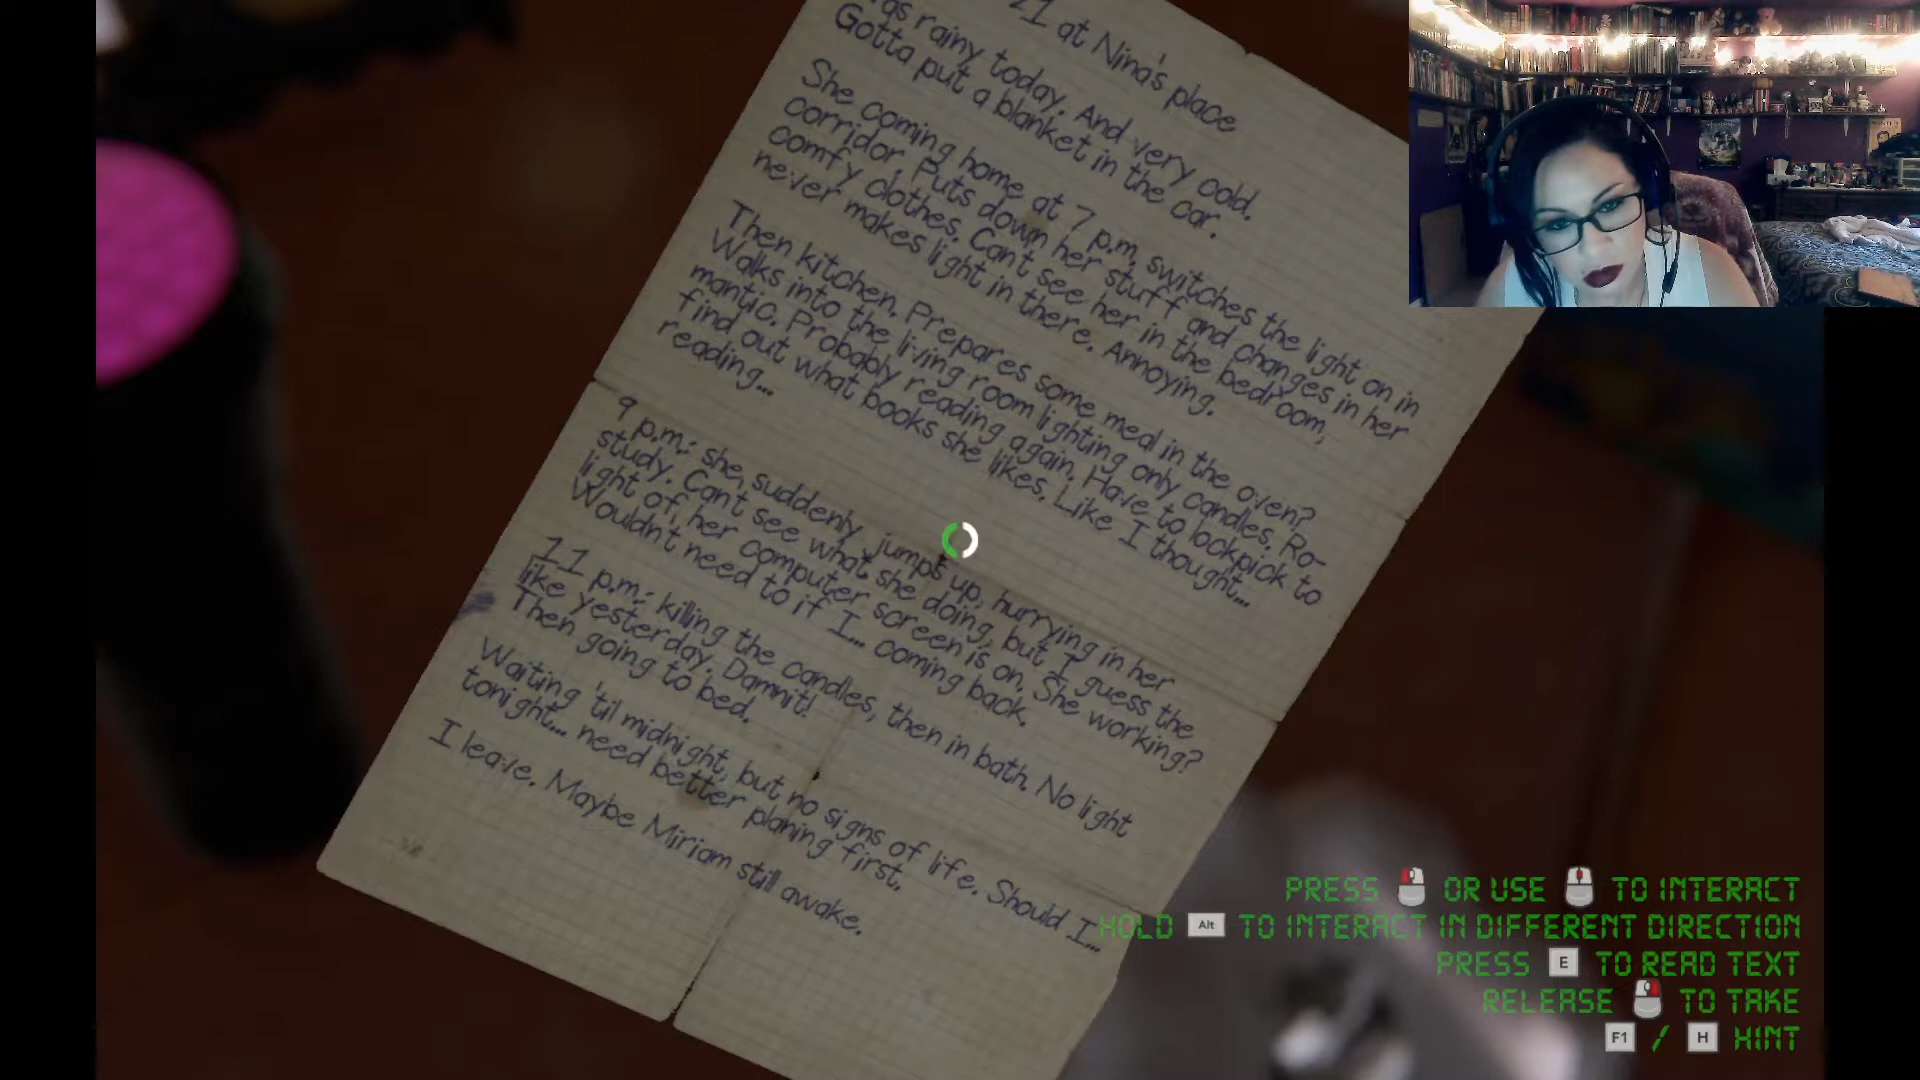 21 at Nina's place
as rainy today. And very cold.
Gotta put a blanket in the car.
She coming home at 7 p.m, switches the light on in
corridor. Puts down her stuff and changes in her
comfy clothes. Can't see her in the bedroom,
never makes light in there. Annoying.
Then kitchen. Prepares some meal in the oven?
Walks into the living room lighting only candles. Ro-
mantic. Probably reading again. Have to lockpick to
find out what books she likes. Like I thought...
reading...
9 p.m.: she suddenly jumps up, hurrying in her
study. Can't see what she doing, but I guess the
light of her computer screen is on. She working?
Wouldn't need to if I... coming back.
11 p.m.: killing the candles, then in bath. No light
like yesterday. Damnit!
Then going to bed.
Waiting 'til midnight, but no signs of life. Should I...
tonight... need better planing first.
I leave. Maybe Miriam still awake.
PRESS OR USE TO INTERACT
HOLD Alt TO INTERACT IN DIFFERENT DIRECTION
PRESS E TO READ TEXT
RELEASE TO TAKE
F1 / H HINT